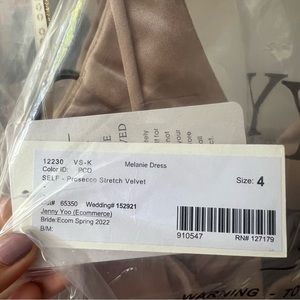 12230 VS-K Melanie Dress
Color ID: PCO
SELF - Prosecco Stretch Velvet
Size: 4
65350 Wedding# 152921
Jenny Yoo (Ecommerce)
Bride:Ecom Spring 2022
B/M:
910547
RN# 127179
WARNING - TO